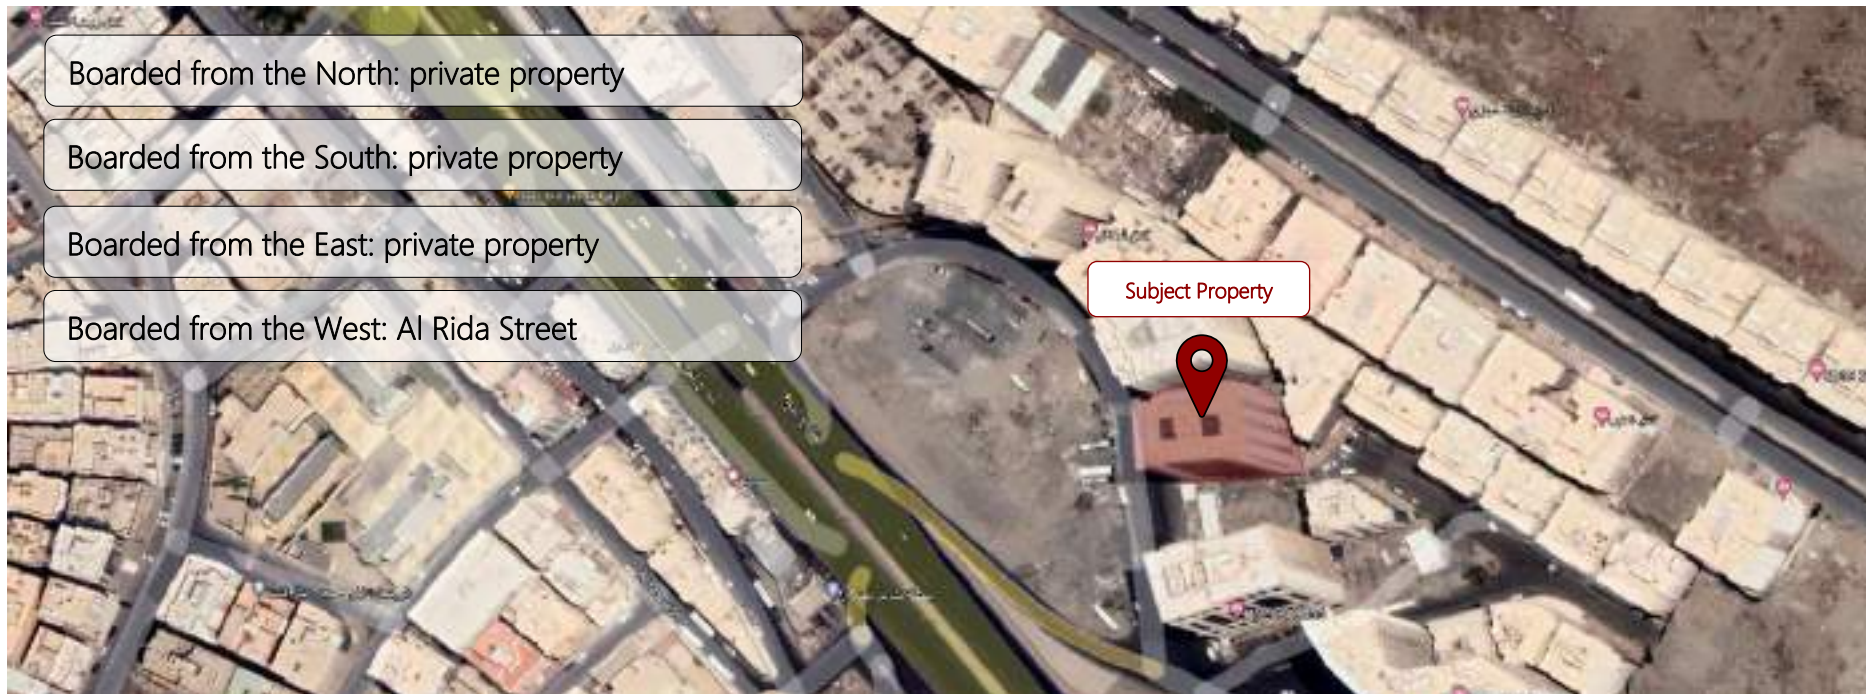 Boarded from the North: private property
Boarded from the South: private property
Boarded from the East: private property
Boarded from the West: Al Rida Street
Subject Property